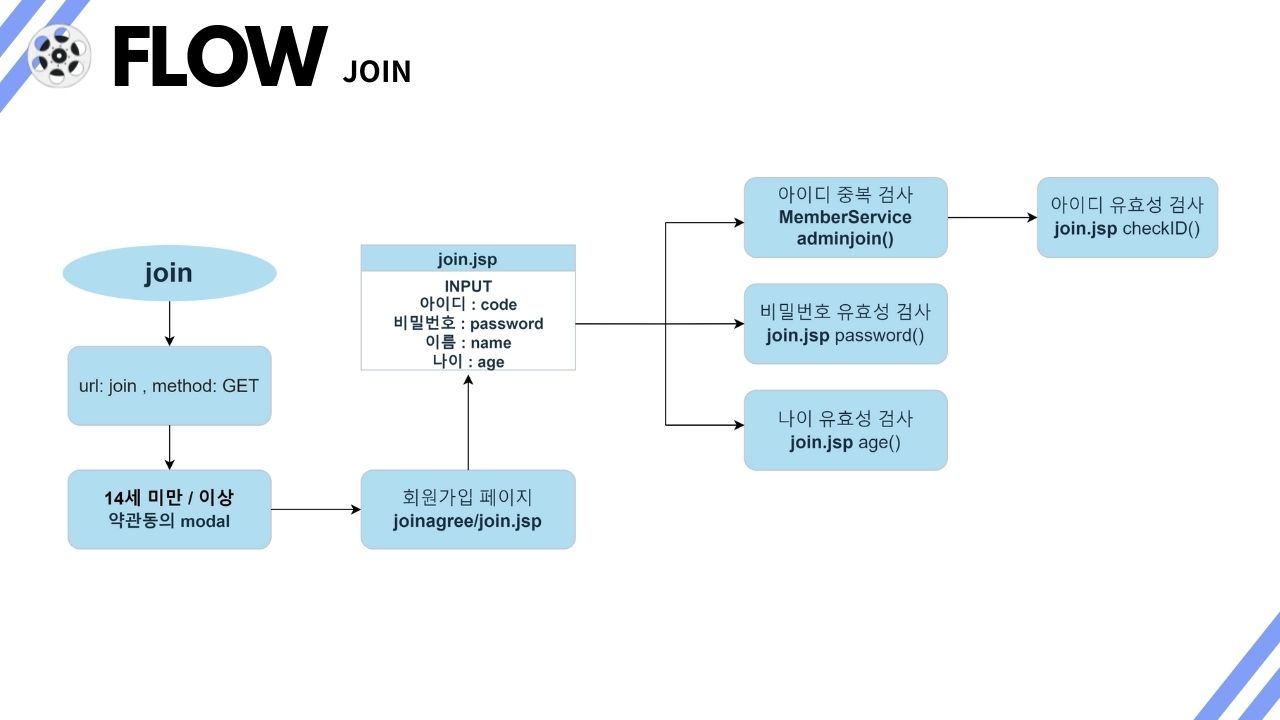 FLOW JOIN
join
url: join , method: GET
14세 미만 / 이상
약관동의 modal
회원가입 페이지
joinagree/join.jsp
join.jsp
INPUT
아이디 : code
비밀번호 : password
이름 : name
나이 : age
아이디 중복 검사
MemberService
adminjoin()
아이디 유효성 검사
join.jsp checkID()
비밀번호 유효성 검사
join.jsp password()
나이 유효성 검사
join.jsp age()